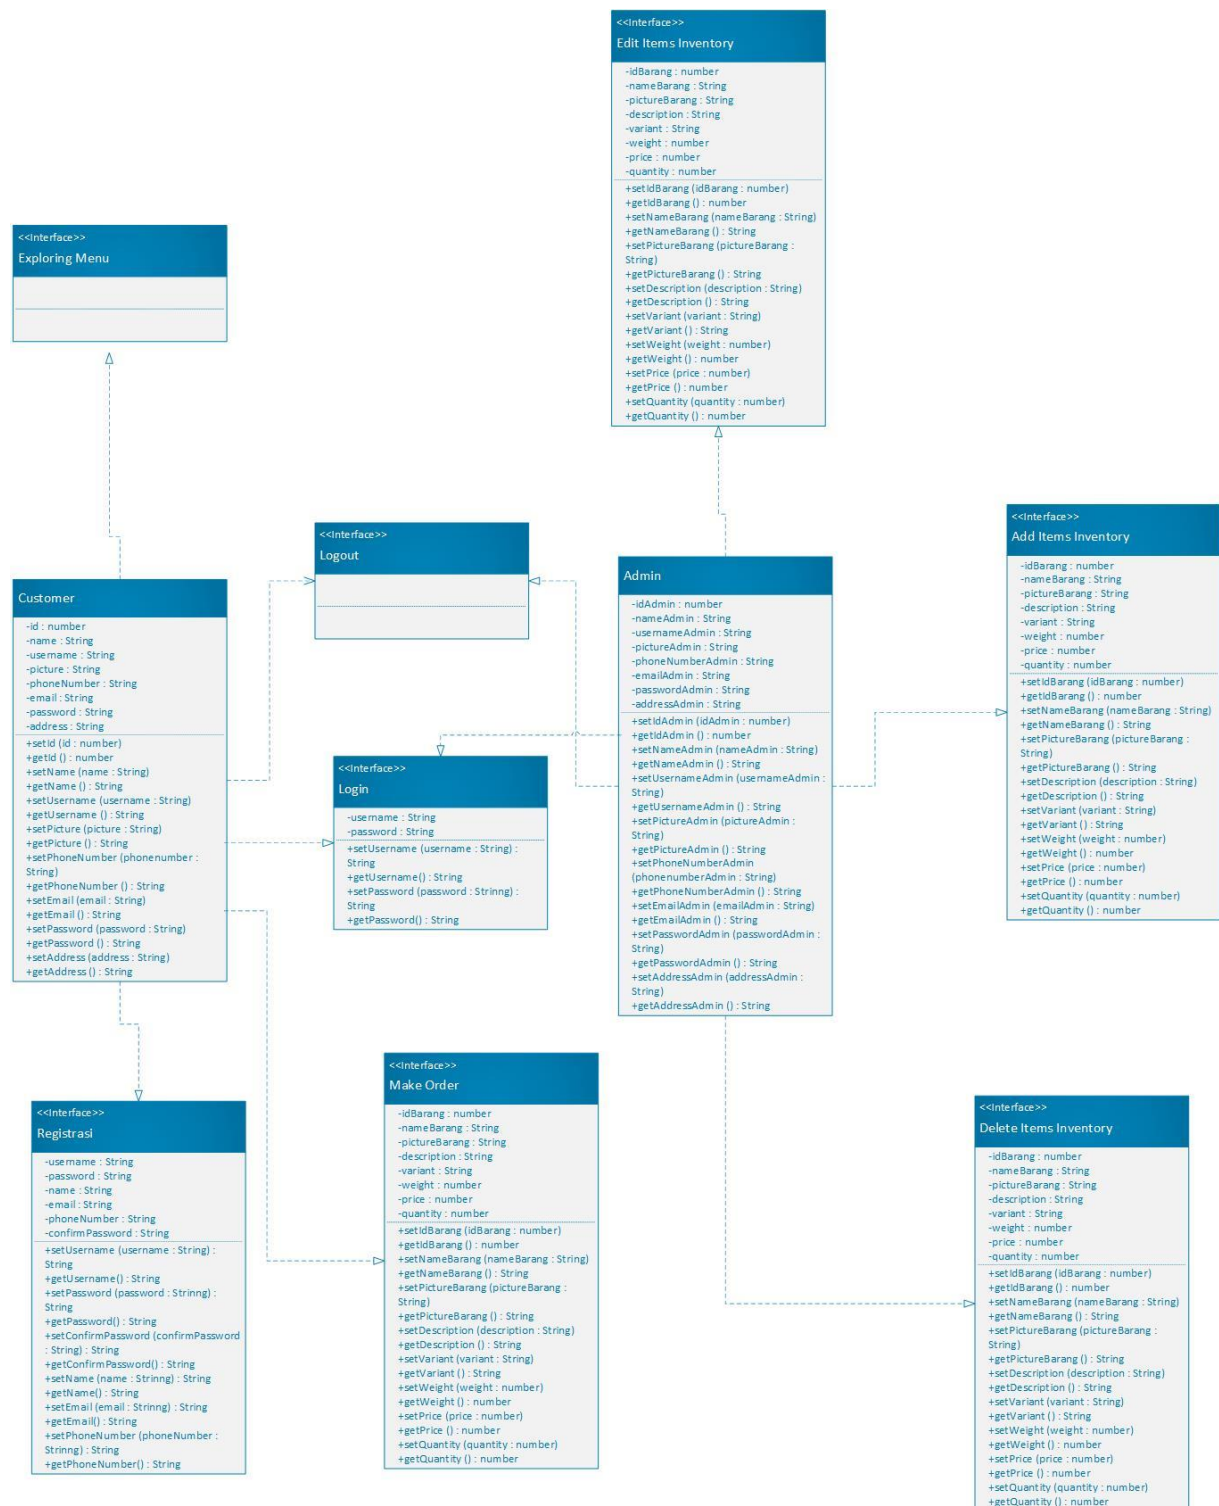 <<Interface>>
Edit Items Inventory
-idBarang : number
-nameBarang : String
-pictureBarang : String
-description : String
-variant : String
-weight : number
-price : number
-quantity : number
+setIdBarang (idBarang : number)
+getIdBarang () : number
+setNameBarang (nameBarang : String)
+getNameBarang () : String
+setPictureBarang (pictureBarang :
String)
+getPictureBarang () : String
+setDescription (description : String)
+getDescription () : String
+setVariant (variant : String)
+getVariant () : String
+setWeight (weight : number)
+getWeight () : number
+setPrice (price : number)
+getPrice () : number
+setQuantity (quantity : number)
+getQuantity () : number
<<Interface>>
Exploring Menu
<<Interface>>
Logout
Customer
-id : number
-name : String
-username : String
-picture : String
-phoneNumber : String
-email : String
-password : String
-address : String
+setId (id : number)
+getId () : number
+setName (name : String)
+getName () : String
+setUsername (username : String)
+getUsername () : String
+setPicture (picture : String)
+getPicture () : String
+setPhoneNumber (phonenumber :
String)
+getPhoneNumber () : String
+setEmail (email : String)
+getEmail () : String
+setPassword (password : String)
+getPassword () : String
+setAddress (address : String)
+getAddress () : String
<<Interface>>
Login
-username : String
-password : String
+setUsername (username : String) :
String
+getUsername() : String
+setPassword (password : Strinng) :
String
+getPassword() : String
Admin
-idAdmin : number
-nameAdmin : String
-usernameAdmin : String
-pictureAdmin : String
-phoneNumberAdmin : String
-emailAdmin : String
-passwordAdmin : String
-addressAdmin : String
+setIdAdmin (idAdmin : number)
+getIdAdmin () : number
+setNameAdmin (nameAdmin : String)
+getNameAdmin () : String
+setUsernameAdmin (usernameAdmin :
String)
+getUsernameAdmin () : String
+setPictureAdmin (pictureAdmin :
String)
+getPictureAdmin () : String
+setPhoneNumberAdmin
(phonenumberAdmin : String)
+getPhoneNumberAdmin () : String
+setEmailAdmin (emailAdmin : String)
+getEmailAdmin () : String
+setPasswordAdmin (passwordAdmin :
String)
+getPasswordAdmin () : String
+setAddressAdmin (addressAdmin :
String)
+getAddressAdmin () : String
<<Interface>>
Add Items Inventory
-idBarang : number
-nameBarang : String
-pictureBarang : String
-description : String
-variant : String
-weight : number
-price : number
-quantity : number
+setIdBarang (idBarang : number)
+getIdBarang () : number
+setNameBarang (nameBarang : String)
+getNameBarang () : String
+setPictureBarang (pictureBarang :
String)
+getPictureBarang () : String
+setDescription (description : String)
+getDescription () : String
+setVariant (variant : String)
+getVariant () : String
+setWeight (weight : number)
+getWeight () : number
+setPrice (price : number)
+getPrice () : number
+setQuantity (quantity : number)
+getQuantity () : number
<<Interface>>
Registrasi
-username : String
-password : String
-name : String
-email : String
-phoneNumber : String
-confirmPassword : String
+setUsername (username : String) :
String
+getUsername() : String
+setPassword (password : Strinng) :
String
+getPassword() : String
+setConfirmPassword (confirmPassword
: String) : String
+getConfirmPassword() : String
+setName (name : Strinng) : String
+getName() : String
+setEmail (email : Strinng) : String
+getEmail() : String
+setPhoneNumber (phoneNumber :
Strinng) : String
+getPhoneNumber() : String
<<Interface>>
Make Order
-idBarang : number
-nameBarang : String
-pictureBarang : String
-description : String
-variant : String
-weight : number
-price : number
-quantity : number
+setIdBarang (idBarang : number)
+getIdBarang () : number
+setNameBarang (nameBarang : String)
+getNameBarang () : String
+setPictureBarang (pictureBarang :
String)
+getPictureBarang () : String
+setDescription (description : String)
+getDescription () : String
+setVariant (variant : String)
+getVariant () : String
+setWeight (weight : number)
+getWeight () : number
+setPrice (price : number)
+getPrice () : number
+setQuantity (quantity : number)
+getQuantity () : number
<<Interface>>
Delete Items Inventory
-idBarang : number
-nameBarang : String
-pictureBarang : String
-description : String
-variant : String
-weight : number
-price : number
-quantity : number
+setIdBarang (idBarang : number)
+getIdBarang () : number
+setNameBarang (nameBarang : String)
+getNameBarang () : String
+setPictureBarang (pictureBarang :
String)
+getPictureBarang () : String
+setDescription (description : String)
+getDescription () : String
+setVariant (variant : String)
+getVariant () : String
+setWeight (weight : number)
+getWeight () : number
+setPrice (price : number)
+getPrice () : number
+setQuantity (quantity : number)
+getQuantity () : number